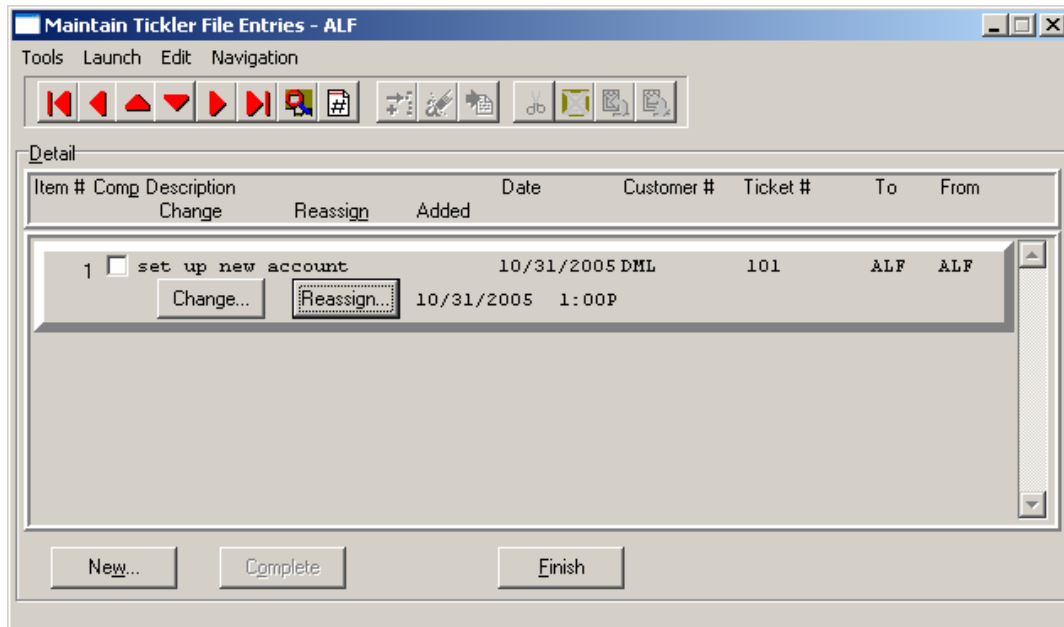 Maintain Tickler File Entries - ALF
Tools Launch Edit Navigation
Detail
Item # Comp Description Date Customer # Ticket # To From
Change Reassign Added
1 set up new account 10/31/2005 DML 101 ALF ALF
Change... Reassign... 10/31/2005 1:00P
New... Complete Finish